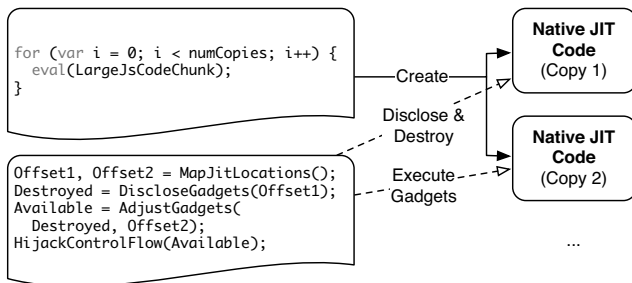 for (var i = 0; i < numCopies; i++) {
eval(LargeJsCodeChunk);
}
Create
Native JIT
Code
(Copy 1)
Disclose &
Destroy
Native JIT
Code
(Copy 2)
Offset1, Offset2 = MapJitLocations();
Destroyed = DiscloseGadgets(Offset1);
Available = AdjustGadgets(
Destroyed, Offset2);
HijackControlFlow(Available);
Execute
Gadgets
...